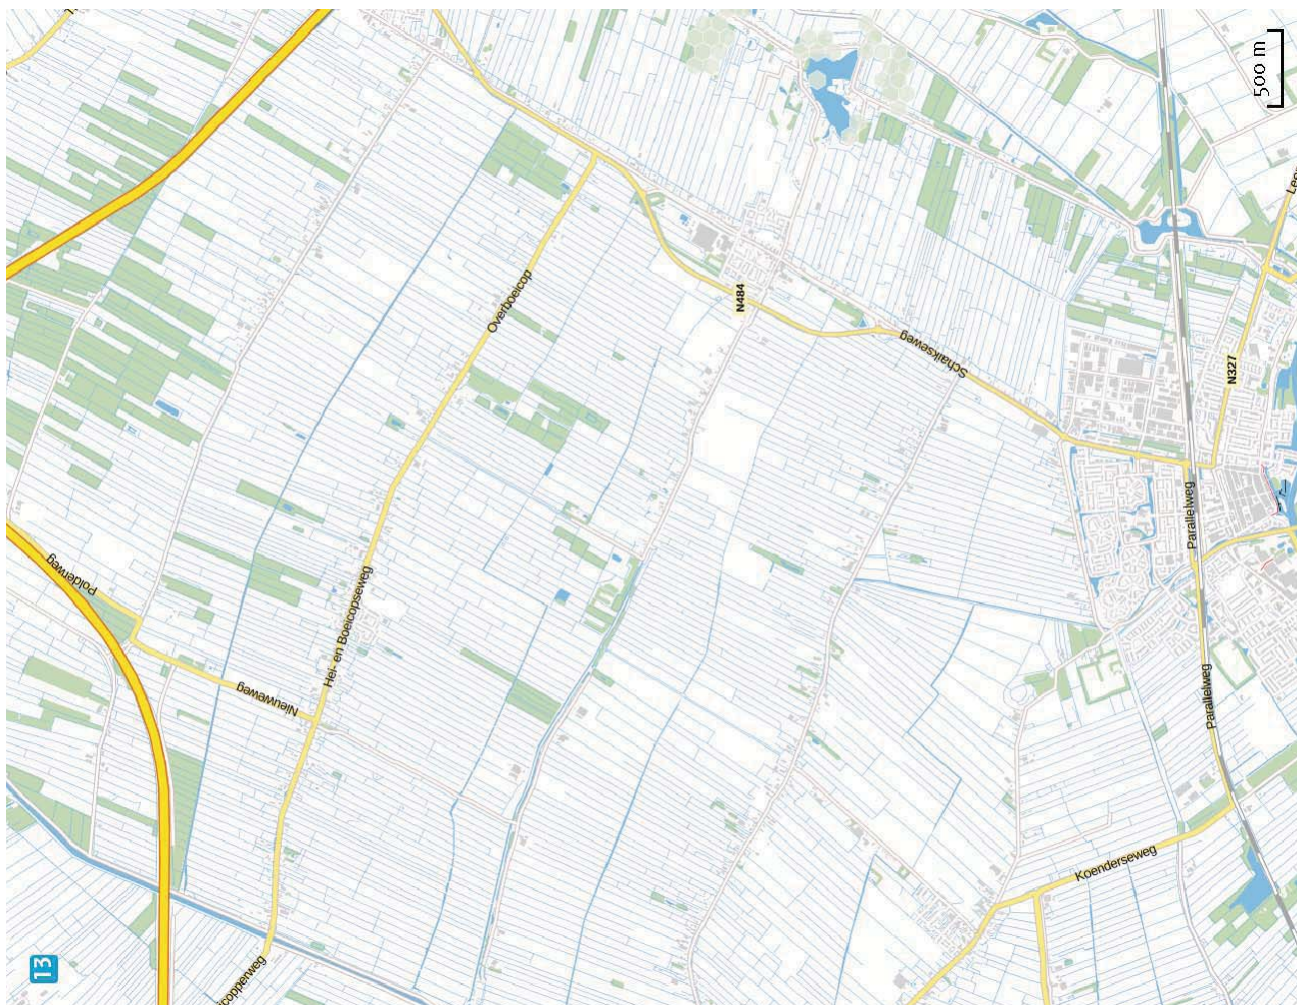 500 m
Overboeicop
N484
Schaikseweg
N327
Parallelweg
Polderweg
Hei- en Boeicopseweg
Nieuweweg
Parallelweg
Koenderseweg
13